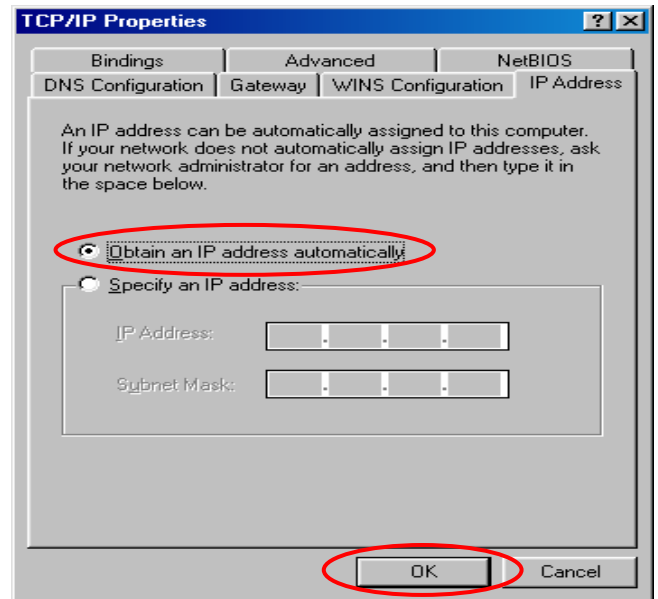 TCP/IP Properties
Bindings
Advanced
NetBIOS
DNS Configuration
Gateway
WINS Configuration
IP Address
An IP address can be automatically assigned to this computer.
If your network does not automatically assign IP addresses, ask
your network administrator for an address, and then type it in
the space below.
Obtain an IP address automatically
Specify an IP address:
IP Address:
. . .
Subnet Mask:
. . .
OK
Cancel